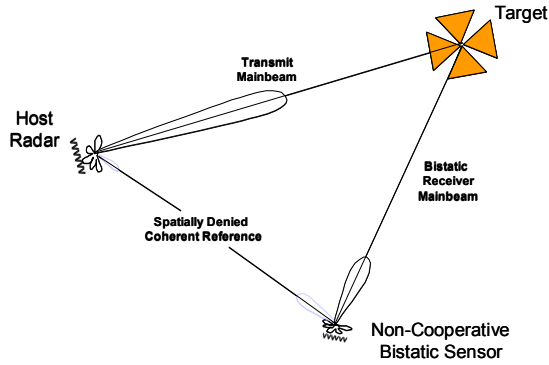 Target
Transmit
Mainbeam
Host
Radar
Bistatic
Receiver
Mainbeam
Spatially Denied
Coherent Reference
Non-Cooperative
Bistatic Sensor